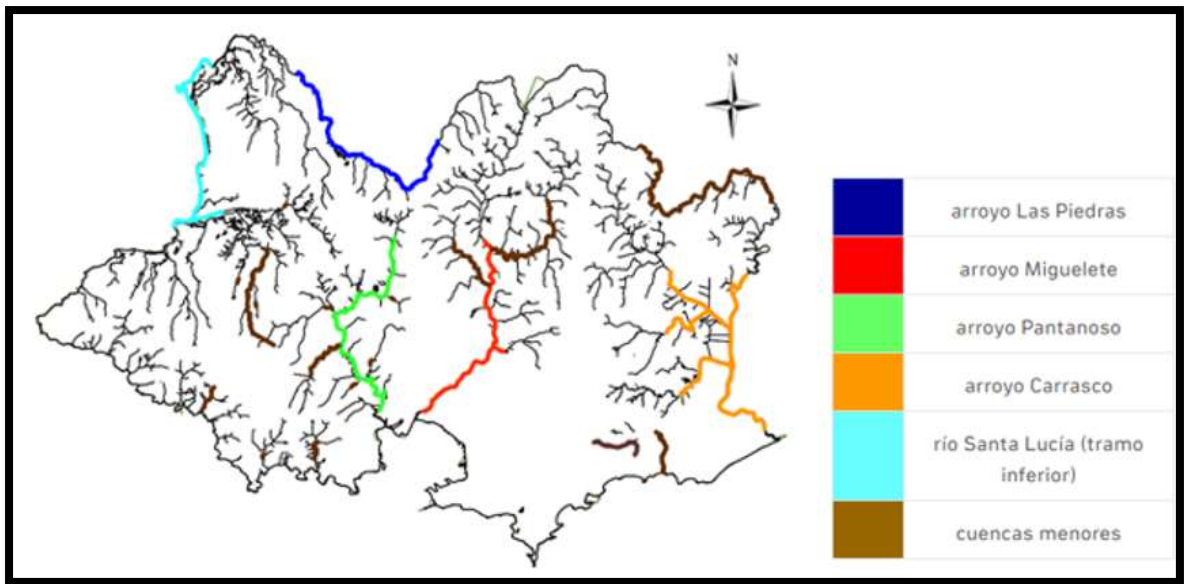 N
arroyo Las Piedras
arroyo Miguelete
arroyo Pantanoso
arroyo Carrasco
río Santa Lucía (tramo
inferior)
cuencas menores